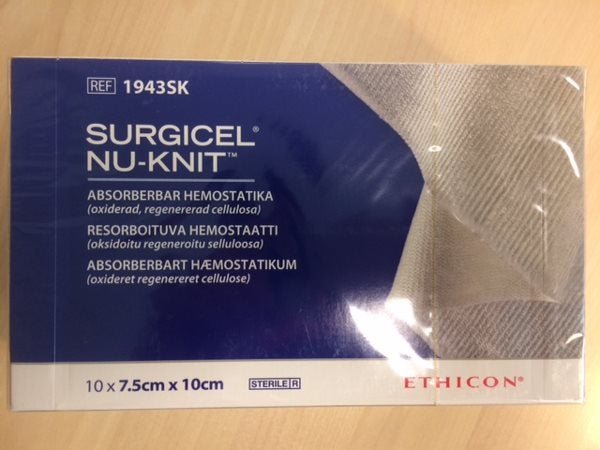 REF 1943SK
SURGICEL®
NU-KNIT™
ABSORBERBAR HEMOSTATIKA
(oxiderad, regenererad cellulosa)
RESORBOITUVA HEMOSTAATTI
(oksidoitu regeneroitu selluloosa)
ABSORBERBART HÆMOSTATIKUM
(oxideret regenereret cellulose)
10 x 7.5cm x 10cm STERILE R ETHICON®